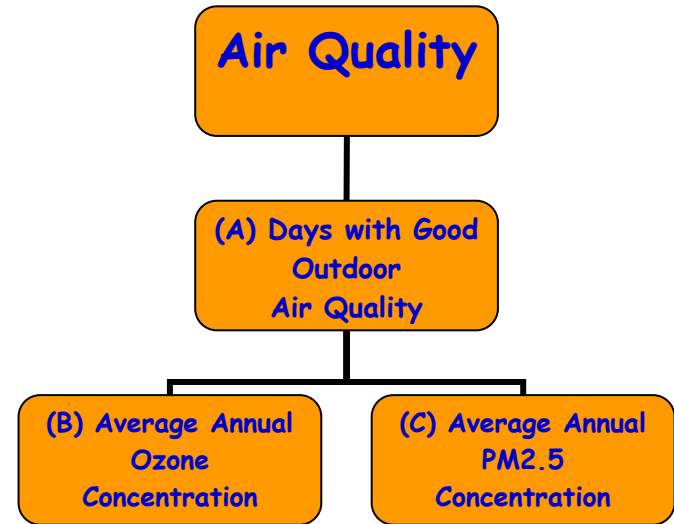 Air Quality
(A) Days with Good
Outdoor
Air Quality
(B) Average Annual
Ozone
Concentration
(C) Average Annual
PM2.5
Concentration